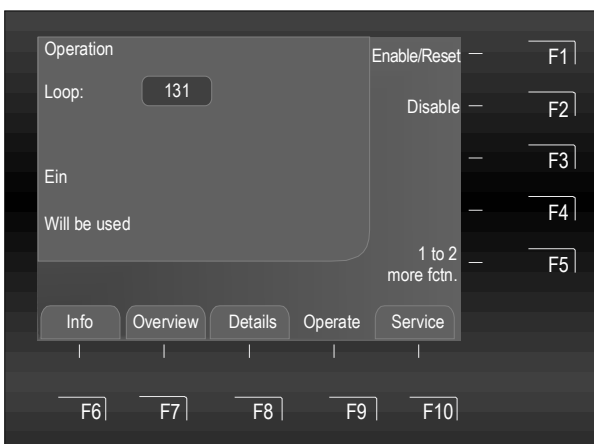 Operation
Enable/Reset
F1
Loop:
131
Disable
F2
F3
Ein
F4
Will be used
1 to 2
more fctn.
F5
Info
Overview
Details
Operate
Service
F6
F7
F8
F9
F10